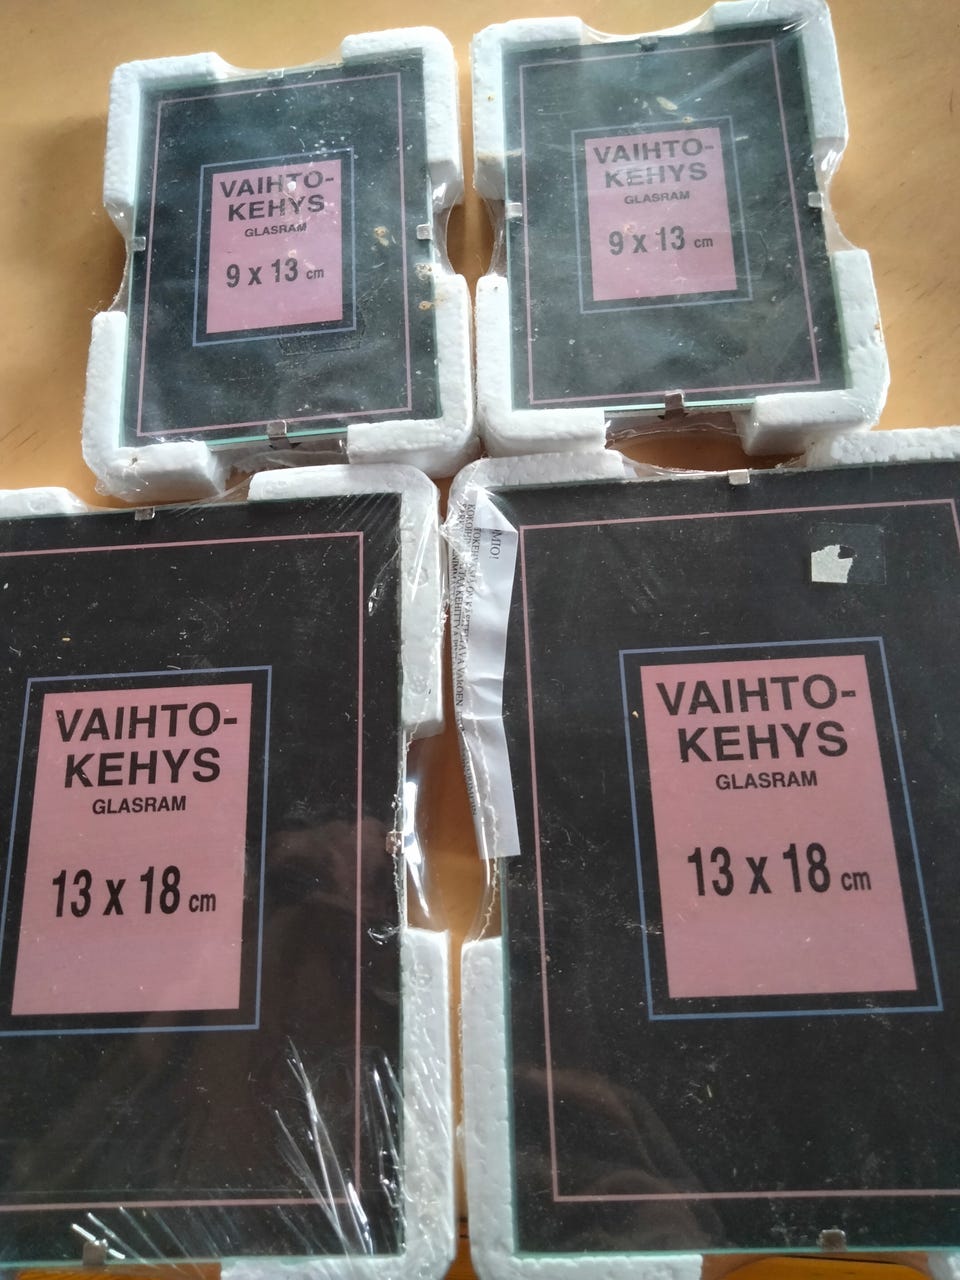 VAIHTO-
KEHYS
GLASRAM
9 x 13 cm
VAIHTO-
KEHYS
GLASRAM
9 x 13 cm
VAIHTO-
KEHYS
GLASRAM
13 x 18 cm
VAROEN
VAIHTO-
KEHYS
GLASRAM
13 x 18 cm